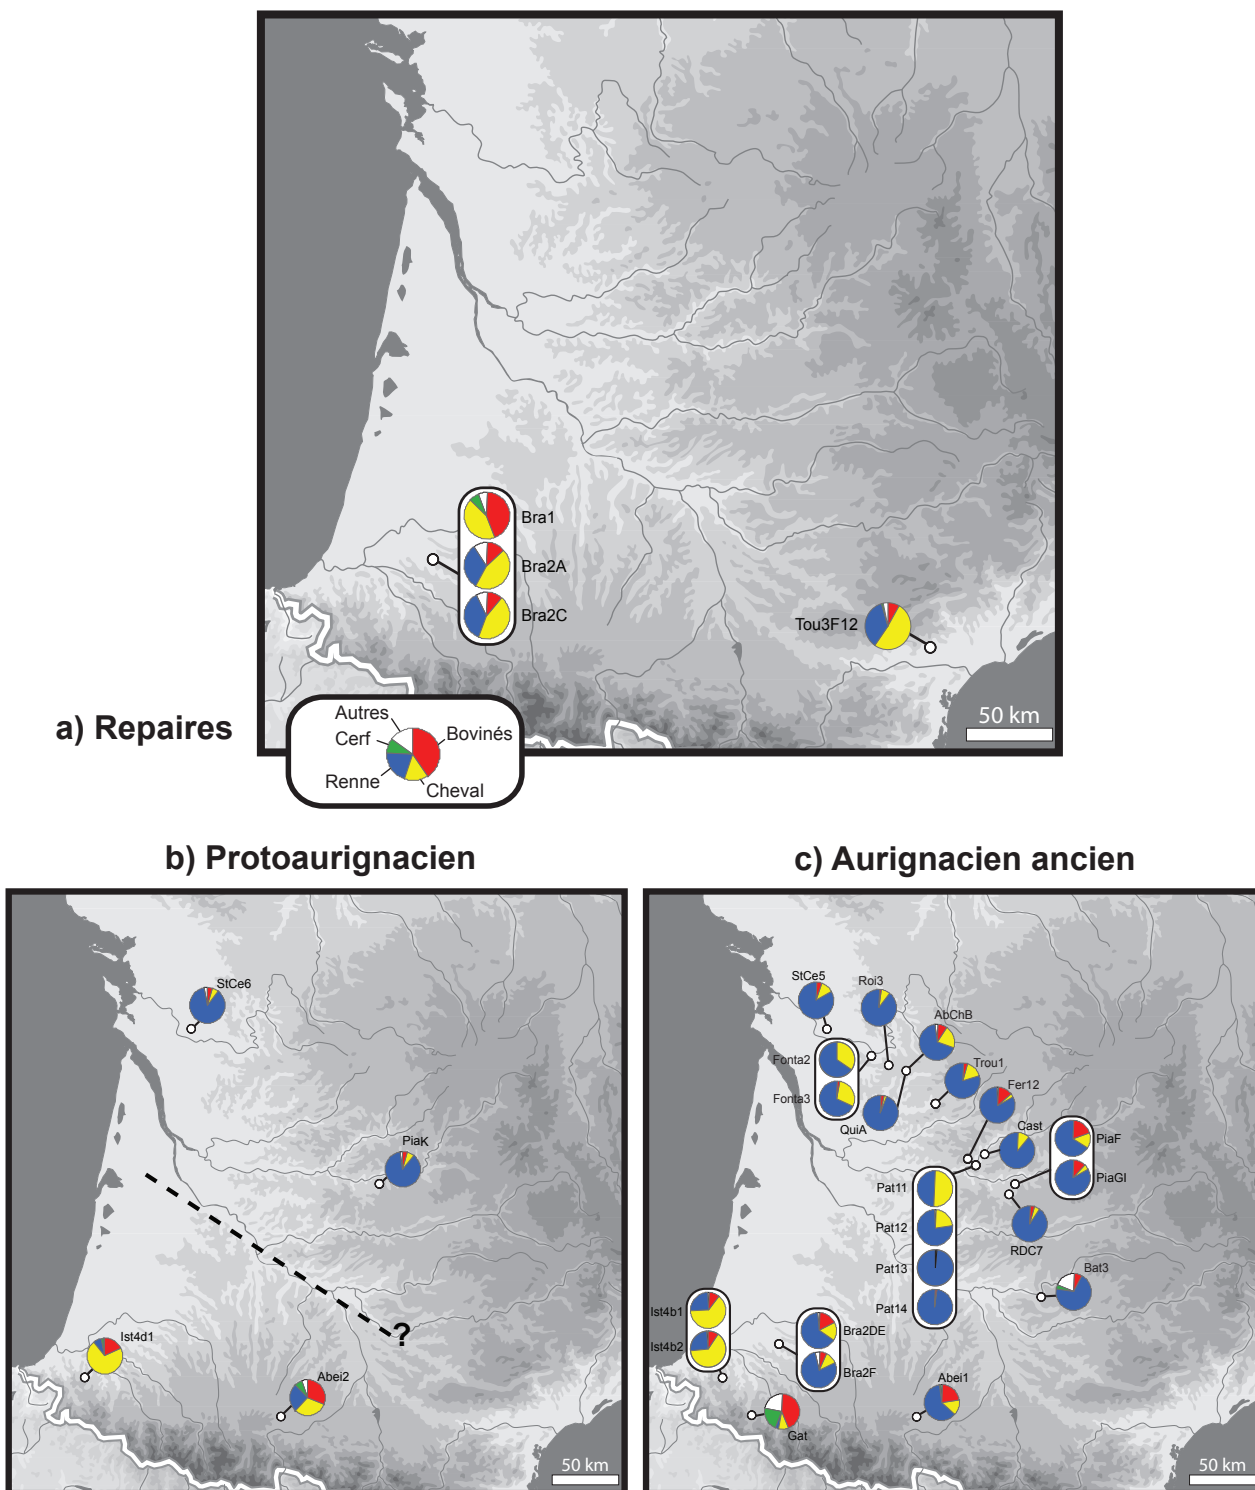 Bra1
Bra2A
Bra2C
Tou3F12
50 km
a) Repaires
Autres
Bovinés
Cerf
Renne
Cheval
b) Protoaurignacien
c) Aurignacien ancien
StCe6
PiaK
?
Ist4d1
Abei2
50 km
StCe5
Roi3
AbChB
Fonta2
Trou1
Fonta3
Fer12
QuiA
Cast
PiaF
PiaGI
Pat11
Pat12
RDC7
Pat13
Bat3
Pat14
Ist4b1
Bra2DE
Ist4b2
Bra2F
Abei1
Gat
50 km